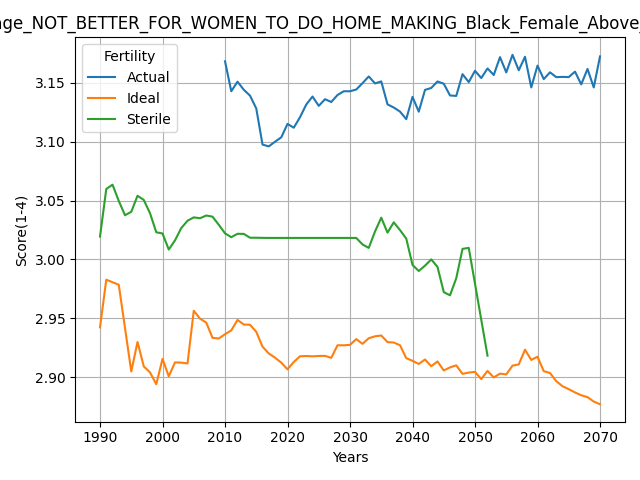 nge_NOT_BETTER_FOR_WOMEN_TO_DO_HOME_MAKING_Black_Female_Above_
Fertility
Actual
Ideal
Sterile
3.15
3.10
3.05
3.00
2.95
2.90
Score(1-4)
1990 2000 2010 2020 2030 2040 2050 2060 2070
Years